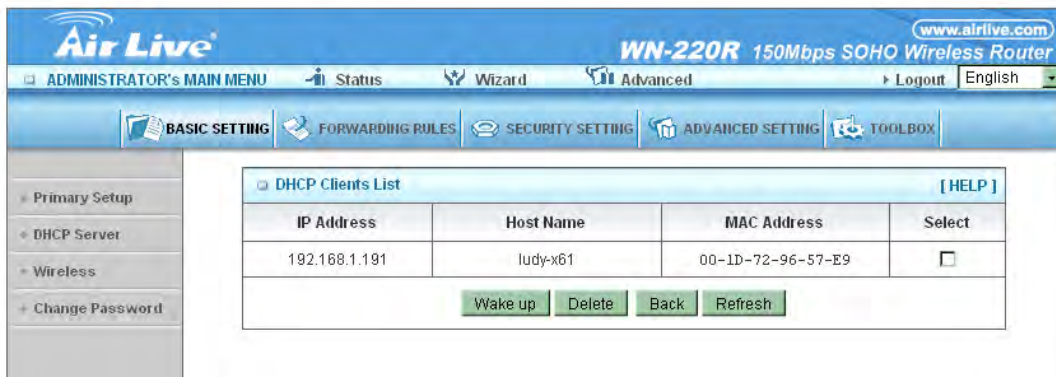 Air Live
www.airlive.com
WN-220R 150Mbps SOHO Wireless Router
ADMINISTRATOR's MAIN MENU Status Wizard Advanced Logout English
BASIC SETTING FORWARDING RULES SECURITY SETTING ADVANCED SETTING TOOLBOX
Primary Setup
DHCP Server
Wireless
Change Password
DHCP Clients List [ HELP ]
IP Address Host Name MAC Address Select
192.168.1.191 ludy-x61 00-1D-72-96-57-E9
Wake up Delete Back Refresh